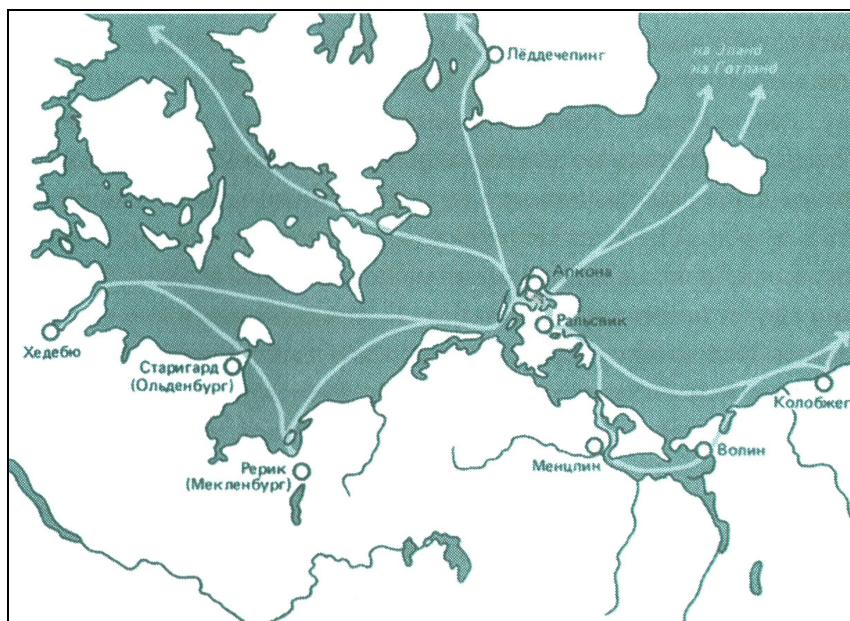 Лёддечепинг
на Эланд
на Готланд
Аркона
Ральсвик
Хедебю
Старигард
(Ольденбург)
Колобжег
Рерик
(Мекленбург)
Менцлин
Волин